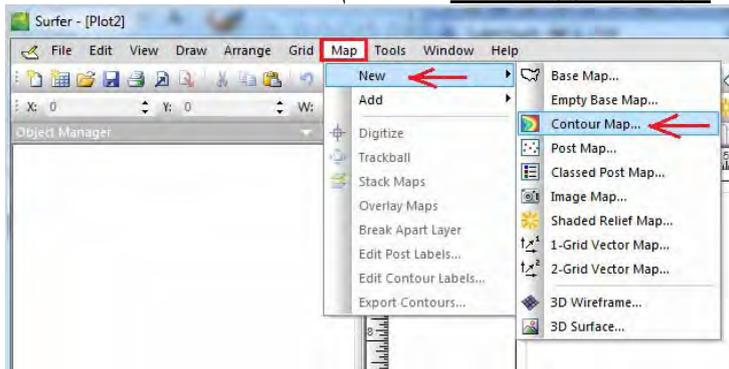 Surfer - [Plot2]
File Edit View Draw Arrange Grid Map Tools Window Help
X: 0 Y: 0 W:
Object Manager
New
Add
Digitize
Trackball
Stack Maps
Overlay Maps
Break Apart Layer
Edit Post Labels...
Edit Contour Labels...
Export Contours...
Base Map...
Empty Base Map...
Contour Map...
Post Map...
Classed Post Map...
Image Map...
Shaded Relief Map...
1-Grid Vector Map...
2-Grid Vector Map...
3D Wireframe...
3D Surface...
8